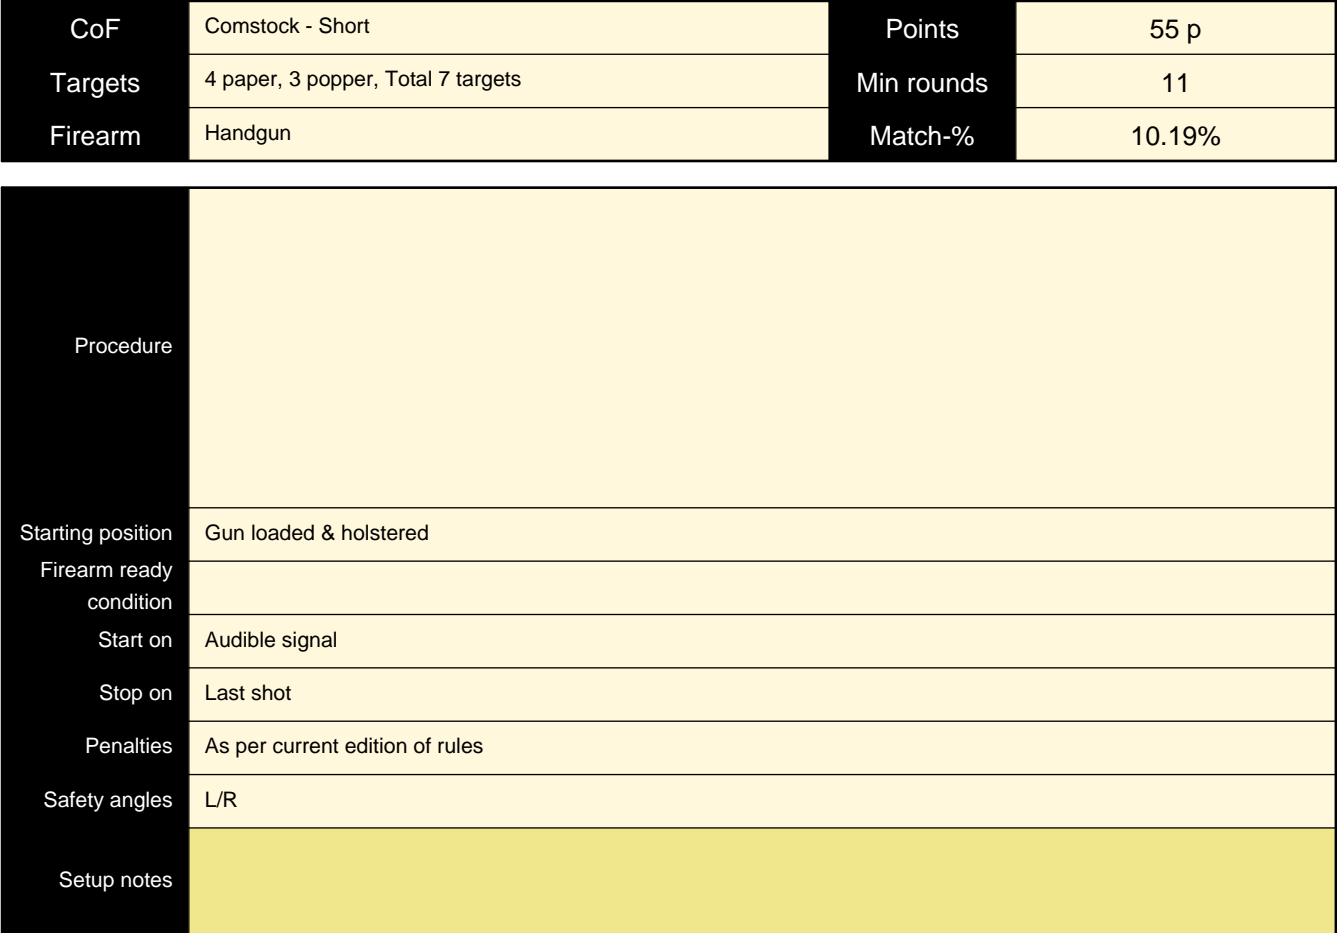 CoF Comstock - Short Points 55 p
Targets 4 paper, 3 popper, Total 7 targets Min rounds 11
Firearm Handgun Match-% 10.19%
Procedure
Starting position Gun loaded & holstered
Firearm ready
condition
Start on Audible signal
Stop on Last shot
Penalties As per current edition of rules
Safety angles L/R
Setup notes